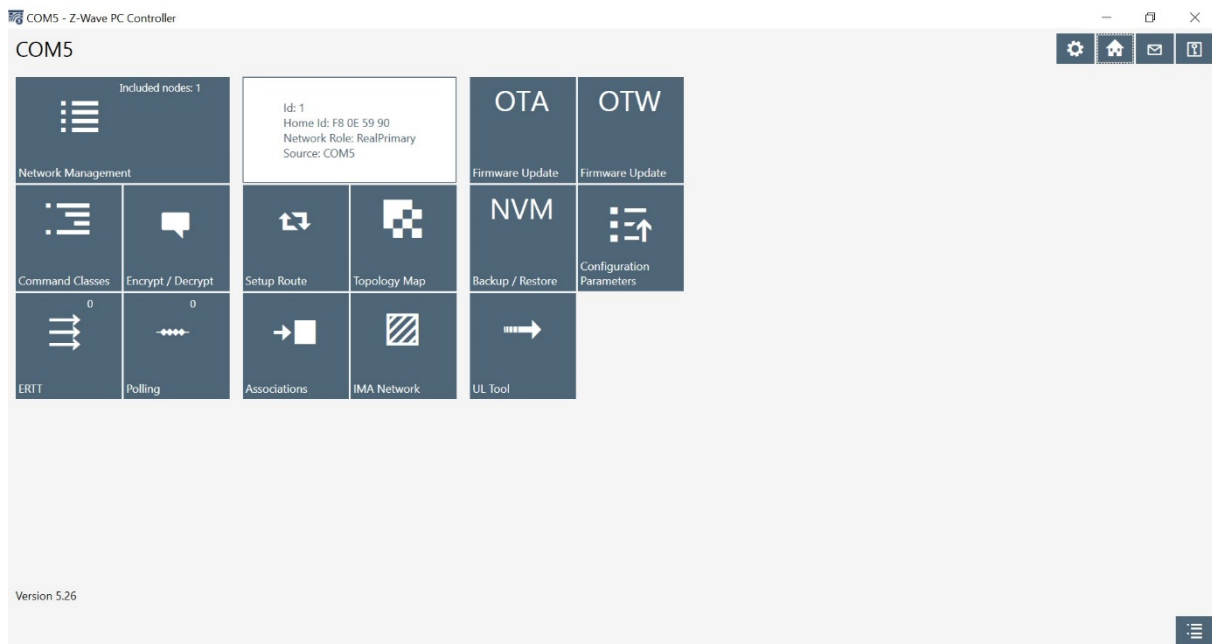 COM5 - Z-Wave PC Controller
COM5
Included nodes: 1
Network Management
Id: 1
Home Id: F8 0E 59 90
Network Role: RealPrimary
Source: COM5
OTA
Firmware Update
OTW
Firmware Update
Command Classes
Encrypt / Decrypt
Setup Route
Topology Map
NVM
Backup / Restore
Configuration
Parameters
0
ERTT
0
Polling
Associations
IMA Network
UL Tool
Version 5.26